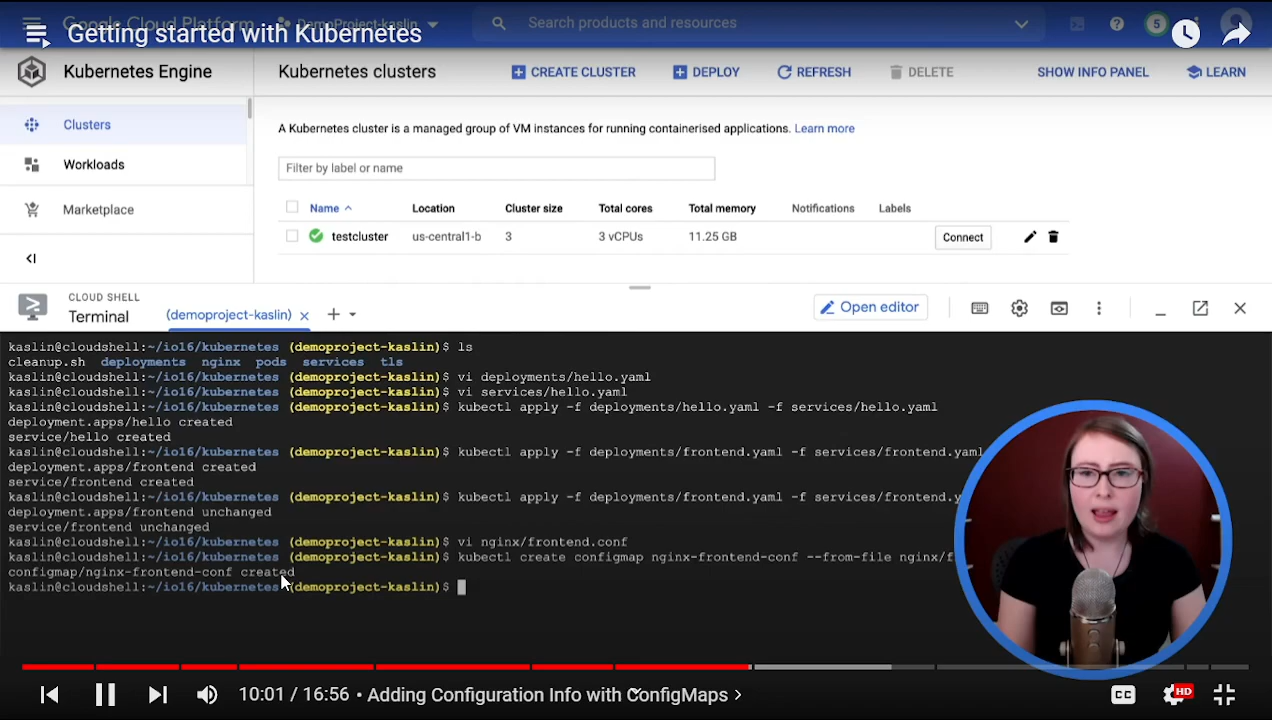 Google Cloud Platform
DemoProject-kaslin
Search products and resources
5
Getting started with Kubernetes
Kubernetes Engine
Kubernetes clusters
CREATE CLUSTER
DEPLOY
REFRESH
DELETE
SHOW INFO PANEL
LEARN
Clusters
Workloads
Marketplace
A Kubernetes cluster is a managed group of VM instances for running containerised applications. Learn more
Filter by label or name
Name Location Cluster size Total cores Total memory Notifications Labels
testcluster us-central1-b 3 3 vCPUs 11.25 GB Connect
CLOUD SHELL
Terminal
(demoproject-kaslin)
Open editor
kaslin@cloudshell:~/io16/kubernetes (demoproject-kaslin)$ ls
cleanup.sh deployments nginx pods services tls
kaslin@cloudshell:~/io16/kubernetes (demoproject-kaslin)$ vi deployments/hello.yaml
kaslin@cloudshell:~/io16/kubernetes (demoproject-kaslin)$ vi services/hello.yaml
kaslin@cloudshell:~/io16/kubernetes (demoproject-kaslin)$ kubectl apply -f deployments/hello.yaml -f services/hello.yaml
deployment.apps/hello created
service/hello created
kaslin@cloudshell:~/io16/kubernetes (demoproject-kaslin)$ kubectl apply -f deployments/frontend.yaml -f services/frontend.yaml
deployment.apps/frontend created
service/frontend created
kaslin@cloudshell:~/io16/kubernetes (demoproject-kaslin)$ kubectl apply -f deployments/frontend.yaml -f services/frontend.y
deployment.apps/frontend unchanged
service/frontend unchanged
kaslin@cloudshell:~/io16/kubernetes (demoproject-kaslin)$ vi nginx/frontend.conf
kaslin@cloudshell:~/io16/kubernetes (demoproject-kaslin)$ kubectl create configmap nginx-frontend-conf --from-file nginx/f
configmap/nginx-frontend-conf created
kaslin@cloudshell:~/io16/kubernetes (demoproject-kaslin)$
10:01 / 16:56 • Adding Configuration Info with ConfigMaps
CC
HD